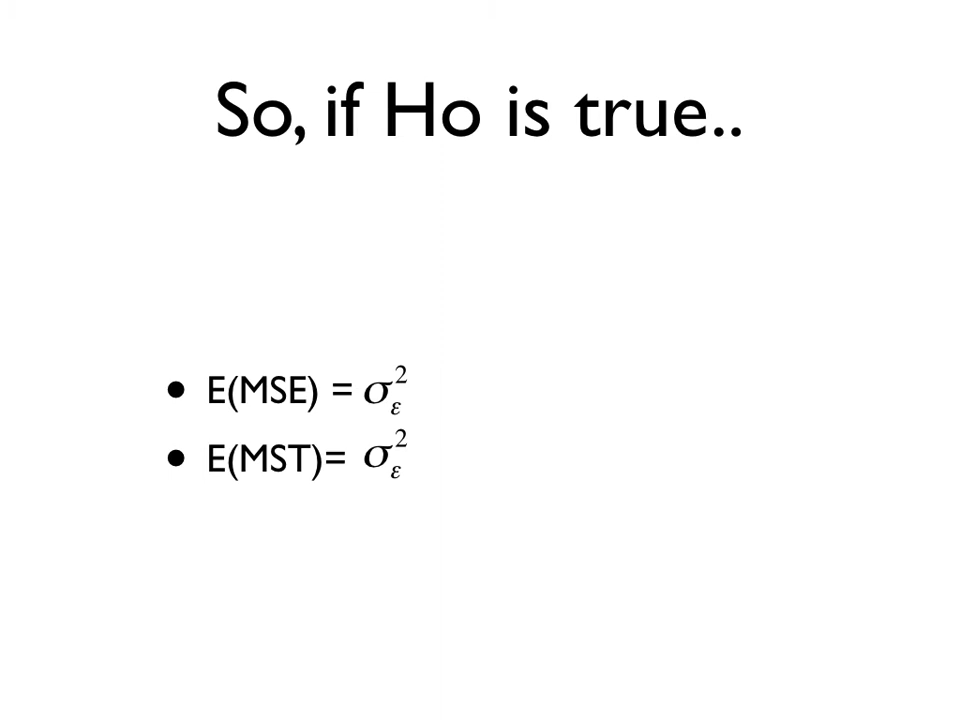 So, if Ho is true..
• E(MSE) = σ_ε^2
• E(MST)= σ_ε^2